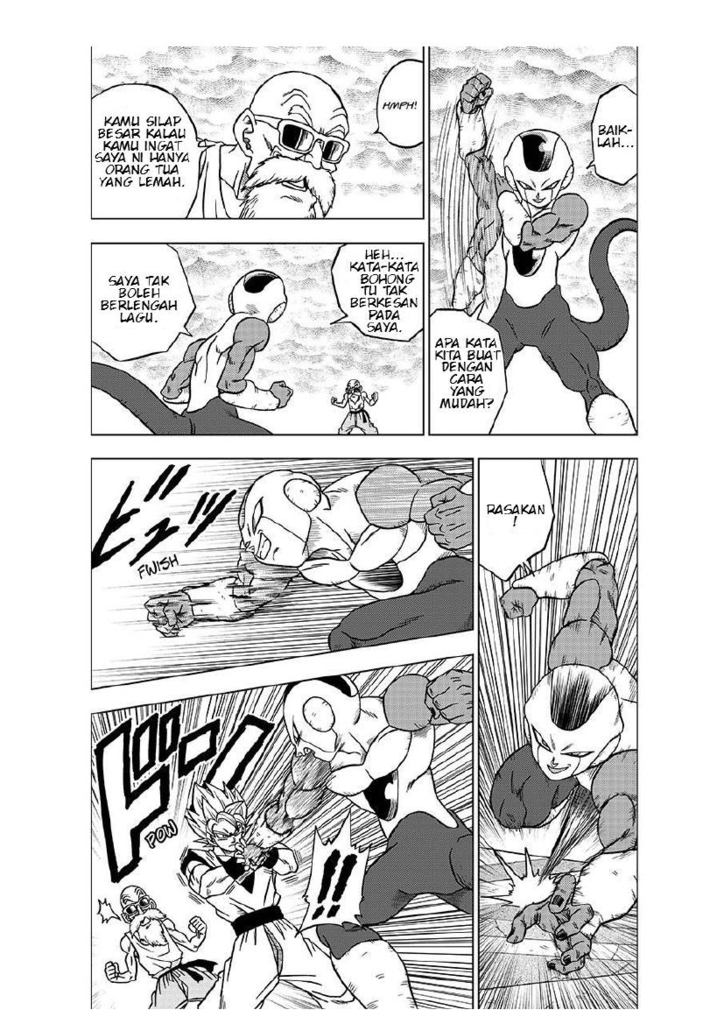 BAIK-
LAH...
APA KATA
KITA BUAT
DENGAN
CARA
YANG
MUDAH?
HMPH!
KAMU SILAP
BESAR KALAU
KAMU INGAT
SAYA NI HANYA
ORANG TUA
YANG LEMAH.
HEH...
KATA-KATA
BOHONG
TU TAK
BERKESAN
PADA
SAYA.
SAYA TAK
BOLEH
BERLENGAH
LAGU.
RASAKAN
!
ビュッ
FWISH
ドロロッ
POW
!!